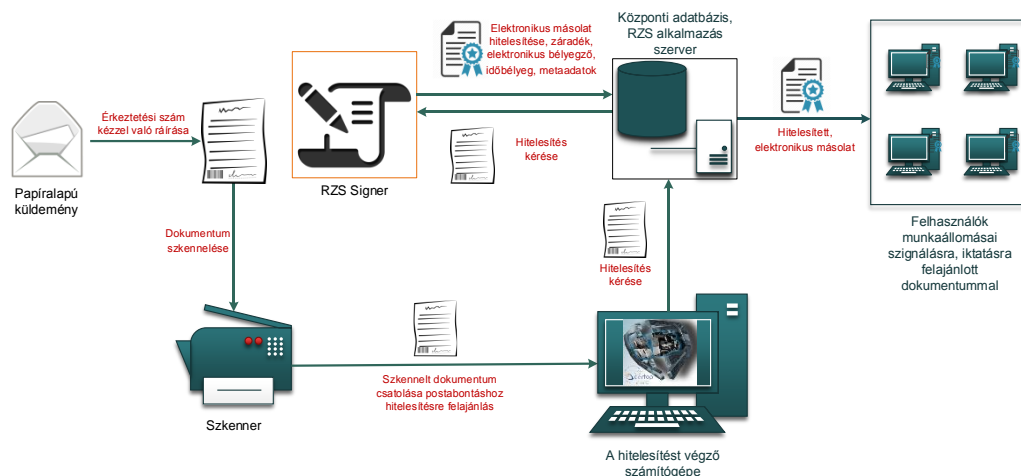 Érkeztetési szám
kézzel való ráírása
Papíralapú
küldemény
Dokumentum
szkennelése
Szkenner
Szkennelt dokumentum
csatolása postabontáshoz
hitelesítésre felajánlás
A hitelesítést végző
számítógépe
Hitelesítés
kérése
RZS Signer
Elektronikus másolat
hitelesítése, záradék,
elektronikus bélyegző,
időbélyeg, metaadatok
Hitelesítés
kérése
Központi adatbázis,
RZS alkalmazás
szerver
Hitelesített,
elektronikus másolat
Felhasználók
munkaállomásai
szignálásra, iktatásra
felajánlott
dokumentummal